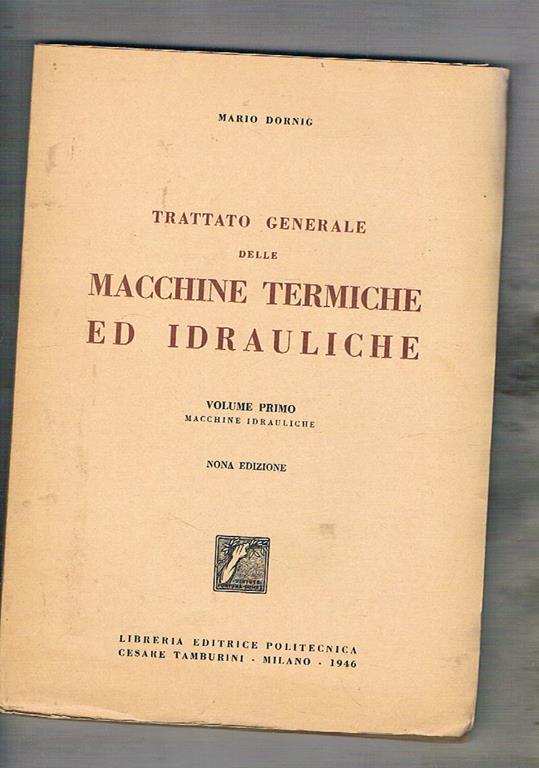 MARIO DORNIG
TRATTATO GENERALE
DELLE
MACCHINE TERMICHE
ED IDRAULICHE
VOLUME PRIMO
MACCHINE IDRAULICHE
NONA EDIZIONE
LIBRERIA EDITRICE POLITECNICA
CESARE TAMBURINI - MILANO - 1946